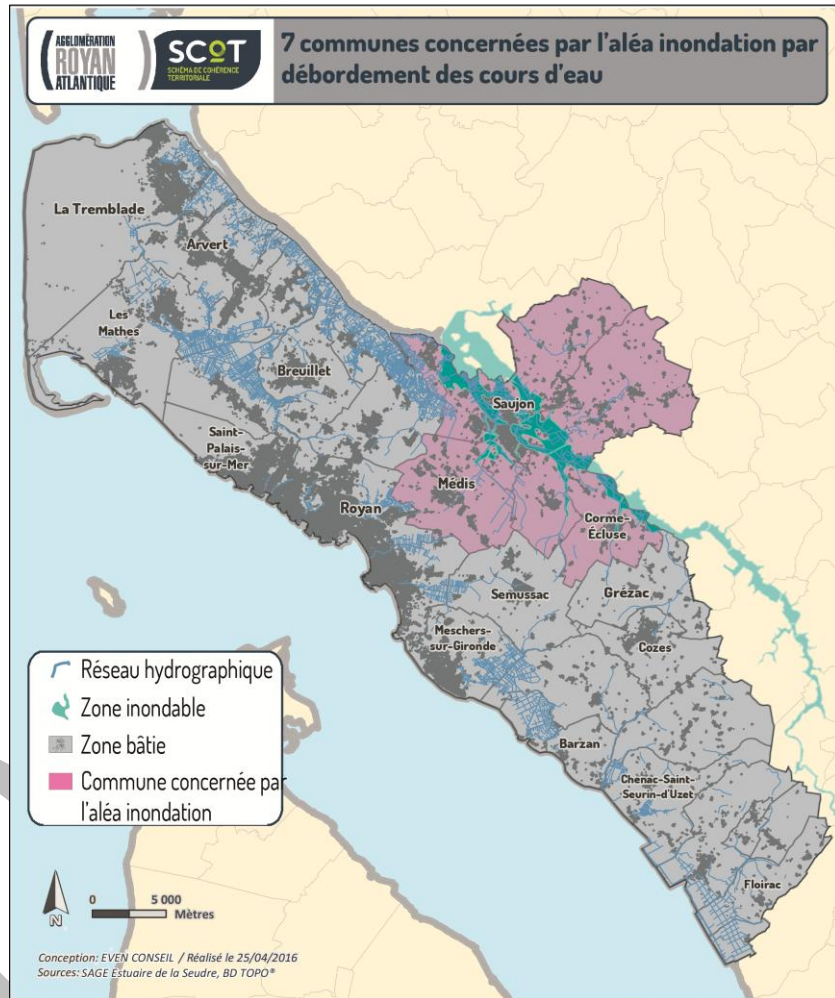 AGGLOMÉRATION
ROYAN
ATLANTIQUE
SCOT
SCHÉMA DE COHÉRENCE
TERRITORIALE
7 communes concernées par l'aléa inondation par
débordement des cours d'eau
La Tremblade
Arvert
Les
Mathes
Breuillet
Saujon
Saint-
Palais-
sur-Mer
Médis
Royan
Corme-
Écluse
Semussac
Grézac
Meschers-
sur-Gironde
Cozes
Barzan
Chenac-Saint-
Seurin-d'Uzet
Floirac
Réseau hydrographique
Zone inondable
Zone bâtie
Commune concernée par
l'aléa inondation
N
0 5 000
Mètres
Conception: EVEN CONSEIL / Réalisé le 25/04/2016
Sources: SAGE Estuaire de la Seudre, BD TOPO®